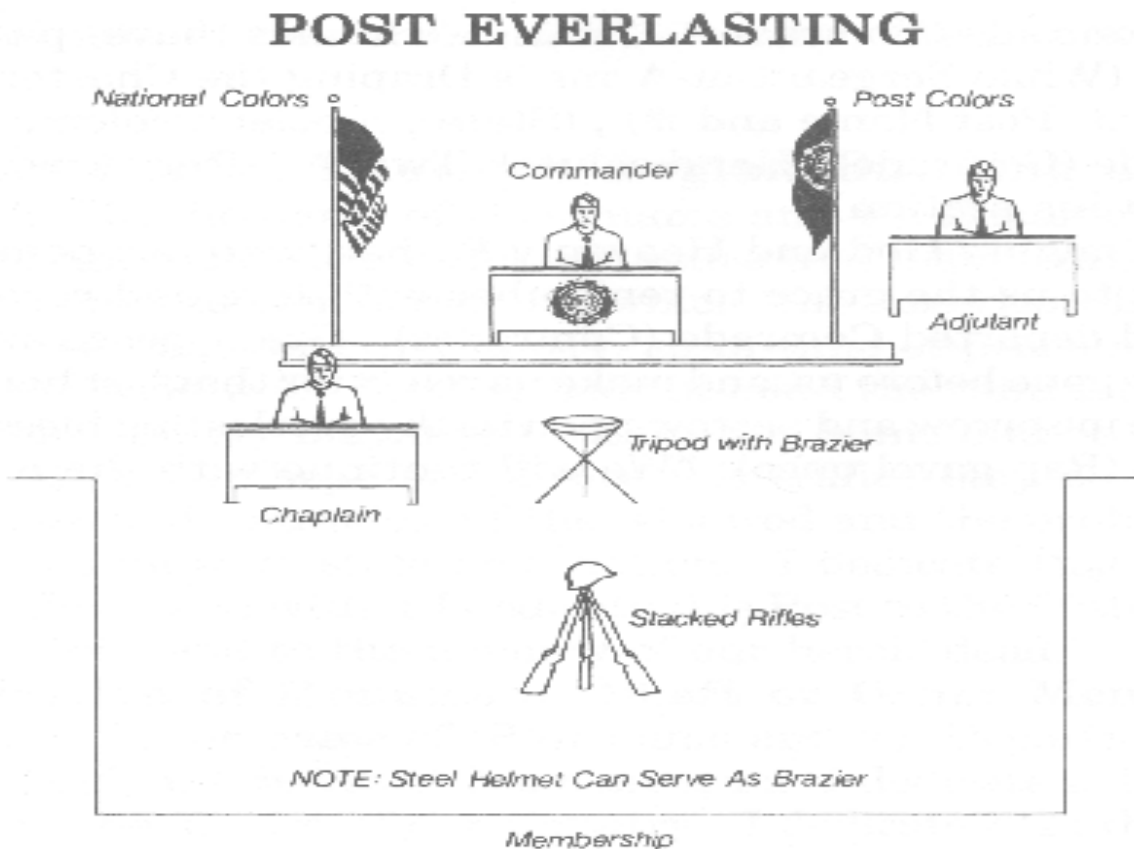 POST EVERLASTING
National Colors
Post Colors
Commander
Adjutant
Tripod with Brazier
Chaplain
Stacked Rifles
NOTE: Steel Helmet Can Serve As Brazier
Membership